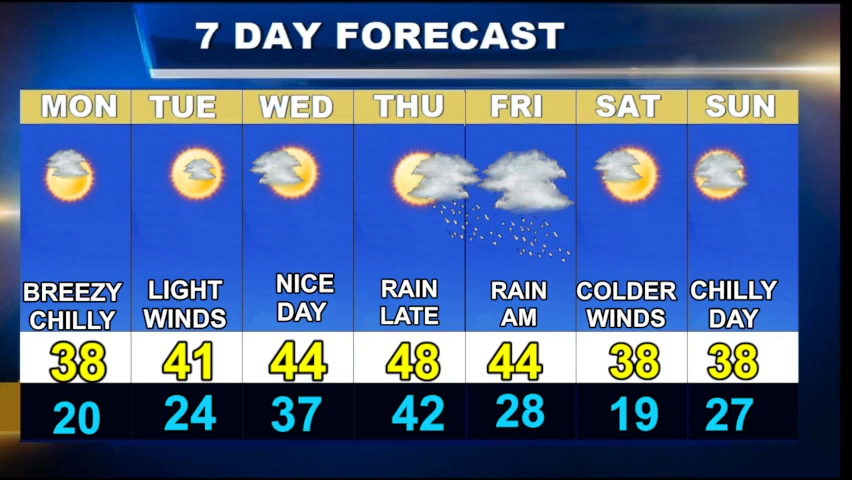 7 DAY FORECAST
MON TUE WED THU FRI SAT SUN
BREEZY CHILLY
LIGHT WINDS
NICE DAY
RAIN LATE
RAIN AM
COLDER WINDS
CHILLY DAY
38 41 44 48 44 38 38
20 24 37 42 28 19 27